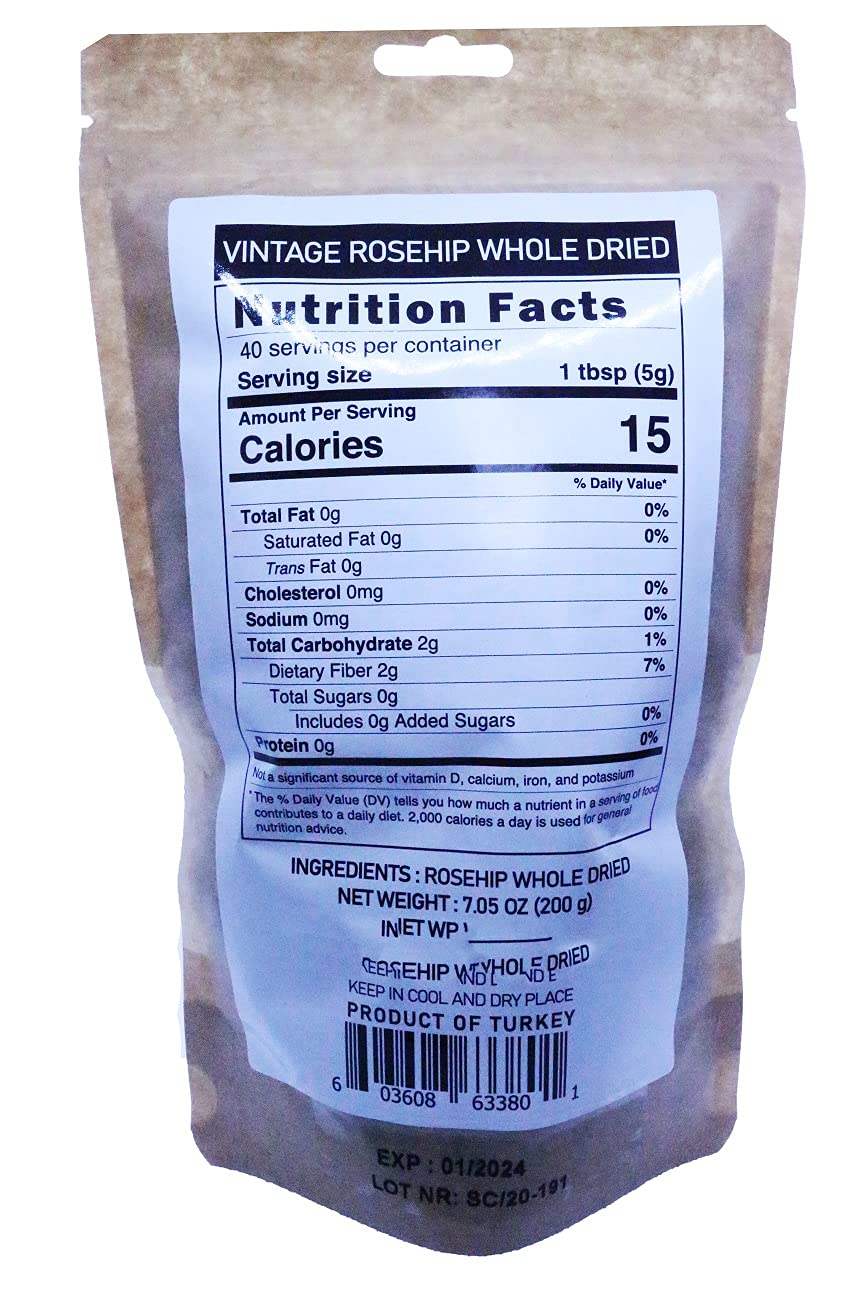 VINTAGE ROSEHIP WHOLE DRIED
Nutrition Facts
40 servings per container
Serving size 1 tbsp (5g)
Amount Per Serving
Calories 15
% Daily Value*
Total Fat 0g 0%
Saturated Fat 0g 0%
Trans Fat 0g
Cholesterol 0mg 0%
Sodium 0mg 0%
Total Carbohydrate 2g 1%
Dietary Fiber 2g 7%
Total Sugars 0g
Includes 0g Added Sugars 0%
Protein 0g 0%
Not a significant source of vitamin D, calcium, iron, and potassium
*The % Daily Value (DV) tells you how much a nutrient in a serving of food
contributes to a daily diet. 2,000 calories a day is used for general
nutrition advice.
INGREDIENTS : ROSEHIP WHOLE DRIED
NET WEIGHT : 7.05 OZ (200 g)
DRIED
KEEP IN COOL AND DRY PLACE
PRODUCT OF TURKEY
6 03608 63380 1
EXP : 01/2024
LOT NR: SC/20-191